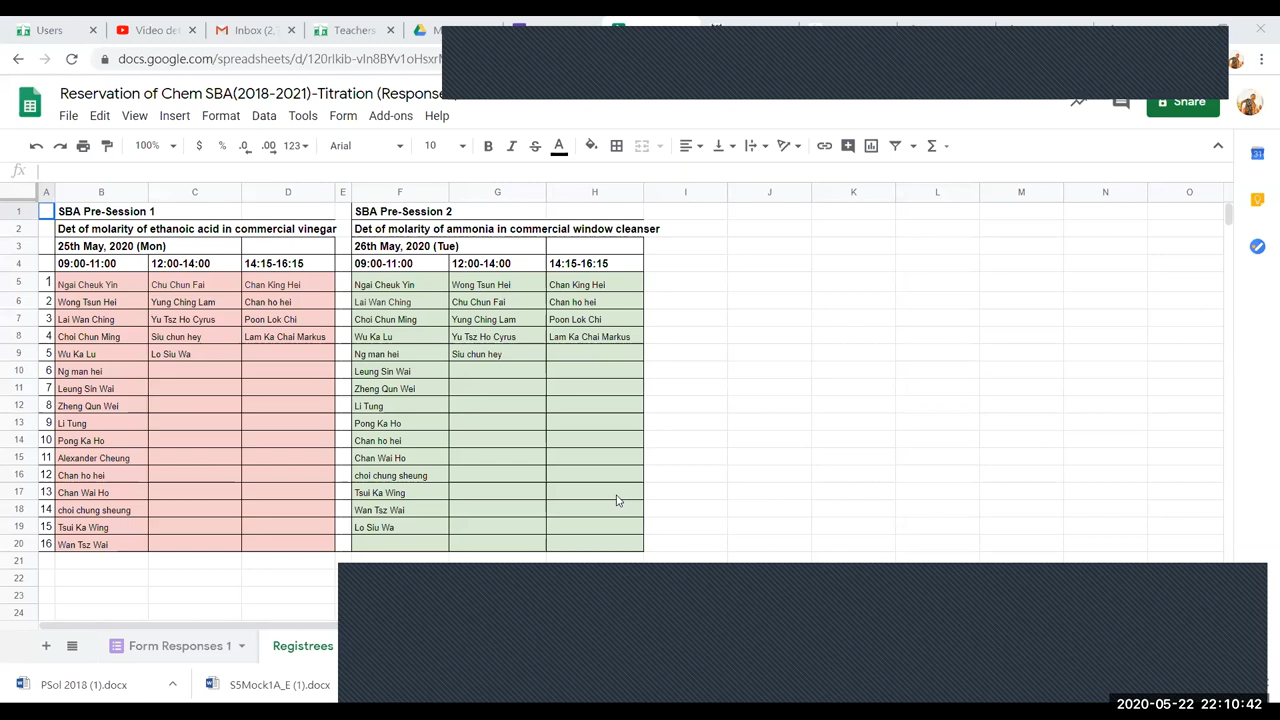 Users
Video de
Inbox (2,
Teachers
docs.google.com/spreadsheets/d/120rIkib-vIn8BYv1oHsxr
Reservation of Chem SBA(2018-2021)-Titration (Respons
File Edit View Insert Format Data Tools Form Add-ons Help
Share
100% $ % .0 .00 123 Arial 10 B I S A Σ
fx
31
A B C D E F G H I J K L M N O
1 SBA Pre-Session 1 SBA Pre-Session 2
2 Det of molarity of ethanoic acid in commercial vinegar Det of molarity of ammonia in commercial window cleanser
3 25th May, 2020 (Mon) 26th May, 2020 (Tue)
4 09:00-11:00 12:00-14:00 14:15-16:15 09:00-11:00 12:00-14:00 14:15-16:15
5 1 Ngai Cheuk Yin Chu Chun Fai Chan King Hei Ngai Cheuk Yin Wong Tsun Hei Chan King Hei
6 2 Wong Tsun Hei Yung Ching Lam Chan ho hei Lai Wan Ching Chu Chun Fai Chan ho hei
7 3 Lai Wan Ching Yu Tsz Ho Cyrus Poon Lok Chi Choi Chun Ming Yung Ching Lam Poon Lok Chi
8 4 Choi Chun Ming Siu chun hey Lam Ka Chai Markus Wu Ka Lu Yu Tsz Ho Cyrus Lam Ka Chai Markus
9 5 Wu Ka Lu Lo Siu Wa Ng man hei Siu chun hey
10 6 Ng man hei Leung Sin Wai
11 7 Leung Sin Wai Zheng Qun Wei
12 8 Zheng Qun Wei Li Tung
13 9 Li Tung Pong Ka Ho
14 10 Pong Ka Ho Chan ho hei
15 11 Alexander Cheung Chan Wai Ho
16 12 Chan ho hei choi chung sheung
17 13 Chan Wai Ho Tsui Ka Wing
18 14 choi chung sheung Wan Tsz Wai
19 15 Tsui Ka Wing Lo Siu Wa
20 16 Wan Tsz Wai
21
22
23
24
Form Responses 1 Registrees
PSol 2018 (1).docx S5Mock1A_E (1).docx
2020-05-22 22:10:42